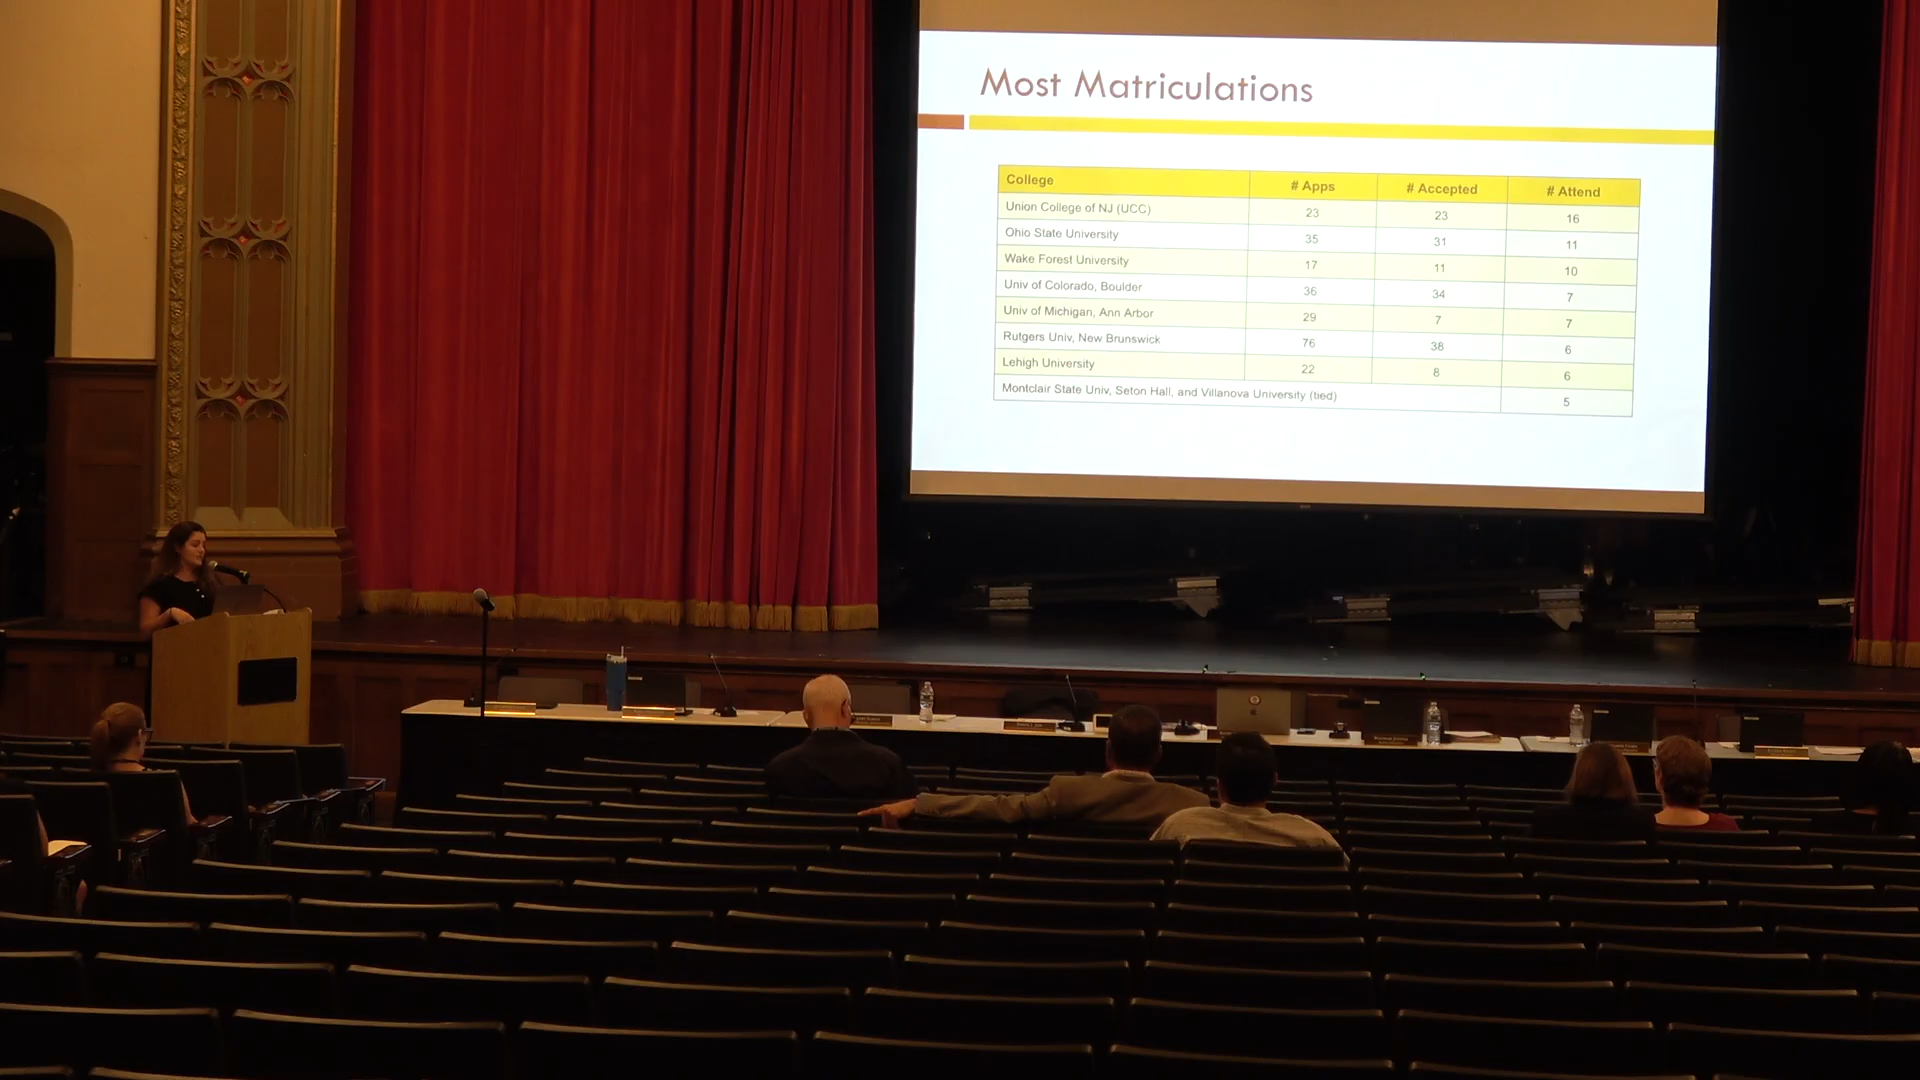 Most Matriculations
College # Apps # Accepted # Attend
Union College of NJ (UCC) 23 23 16
Ohio State University 35 31 11
Wake Forest University 17 11 10
Univ of Colorado, Boulder 36 34 7
Univ of Michigan, Ann Arbor 29 7 7
Rutgers Univ, New Brunswick 76 38 6
Lehigh University 22 8 6
Montclair State Univ, Seton Hall, and Villanova University (tied) 5